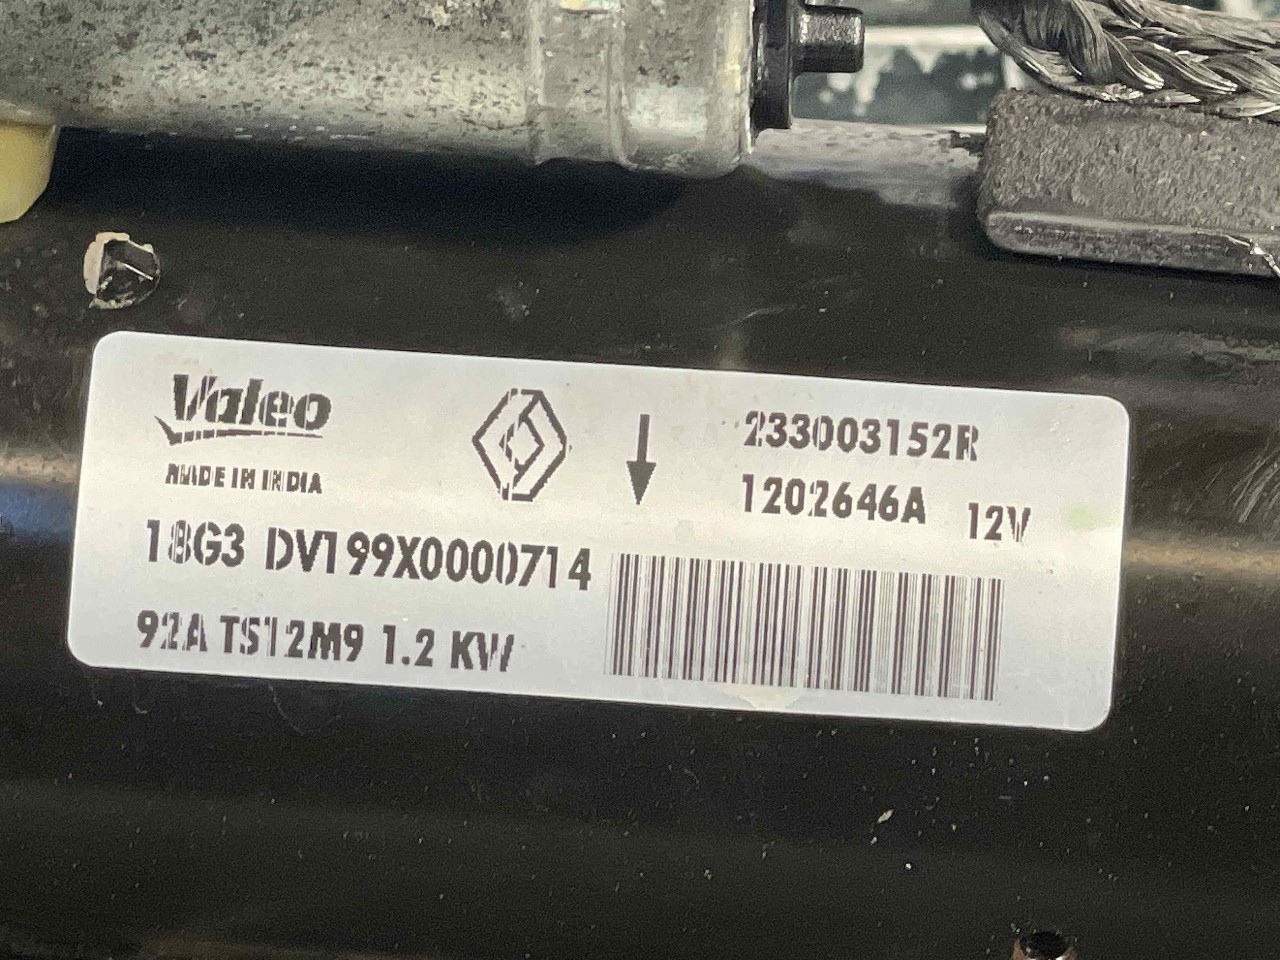 Valeo
MADE IN INDIA
233003152R
1202646A 12V
18G3 DV199X0000714
92A TS12M9 1.2 KW